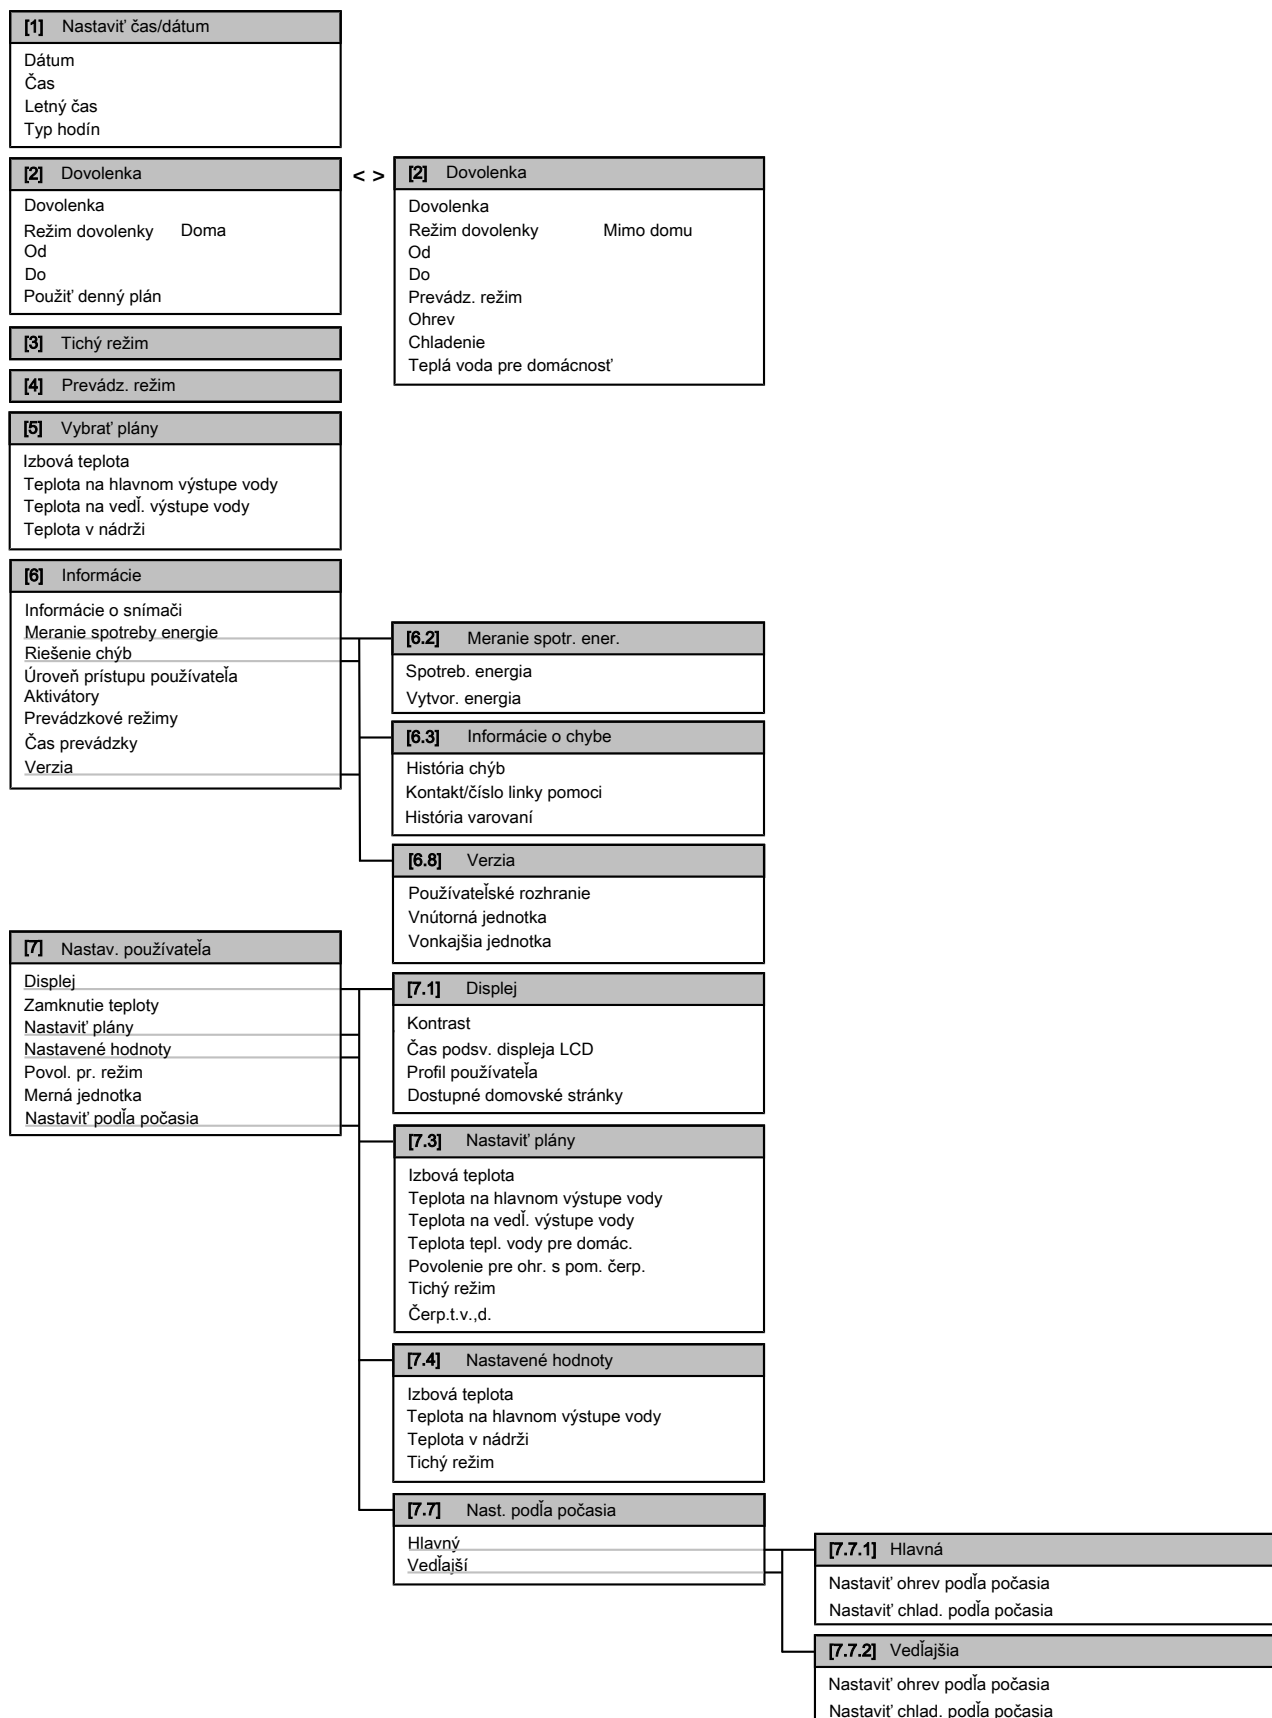 [1] Nastaviť čas/dátum
Dátum
Čas
Letný čas
Typ hodín
[2] Dovolenka
Dovolenka
Režim dovolenky Doma
Od
Do
Použiť denný plán
< >
[2] Dovolenka
Dovolenka
Režim dovolenky Mimo domu
Od
Do
Prevádz. režim
Ohrev
Chladenie
Teplá voda pre domácnosť
[3] Tichý režim
[4] Prevádz. režim
[5] Vybrať plány
Izbová teplota
Teplota na hlavnom výstupe vody
Teplota na vedľ. výstupe vody
Teplota v nádrži
[6] Informácie
Informácie o snímači
Meranie spotreby energie
Riešenie chýb
Úroveň prístupu používateľa
Aktivátory
Prevádzkové režimy
Čas prevádzky
Verzia
[6.2] Meranie spotr. ener.
Spotreb. energia
Vytvor. energia
[6.3] Informácie o chybe
História chýb
Kontakt/číslo linky pomoci
História varovaní
[6.8] Verzia
Používateľské rozhranie
Vnútorná jednotka
Vonkajšia jednotka
[7] Nastav. používateľa
Displej
Zamknutie teploty
Nastaviť plány
Nastavené hodnoty
Povol. pr. režim
Merná jednotka
Nastaviť podľa počasia
[7.1] Displej
Kontrast
Čas podsv. displeja LCD
Profil používateľa
Dostupné domovské stránky
[7.3] Nastaviť plány
Izbová teplota
Teplota na hlavnom výstupe vody
Teplota na vedľ. výstupe vody
Teplota tepl. vody pre domác.
Povolenie pre ohr. s pom. čerp.
Tichý režim
Čerp.t.v.,d.
[7.4] Nastavené hodnoty
Izbová teplota
Teplota na hlavnom výstupe vody
Teplota v nádrži
Tichý režim
[7.7] Nast. podľa počasia
Hlavný
Vedľajší
[7.7.1] Hlavná
Nastaviť ohrev podľa počasia
Nastaviť chlad. podľa počasia
[7.7.2] Vedľajšia
Nastaviť ohrev podľa počasia
Nastaviť chlad. podľa počasia